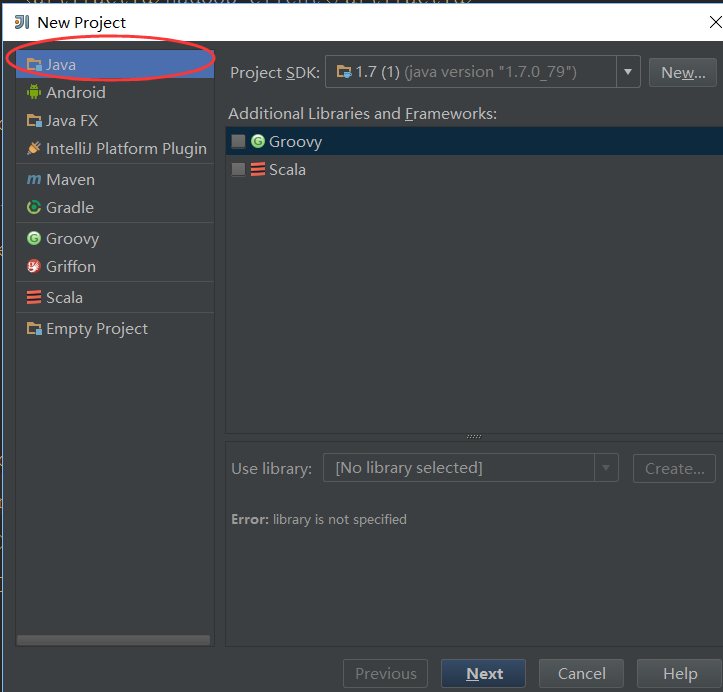 New Project
Java
Android
Java FX
IntelliJ Platform Plugin
Maven
Gradle
Groovy
Griffon
Scala
Empty Project
Project SDK: 1.7 (1) (java version "1.7.0_79") New...
Additional Libraries and Frameworks:
Groovy
Scala
Use library: [No library selected] Create...
Error: library is not specified
Previous Next Cancel Help